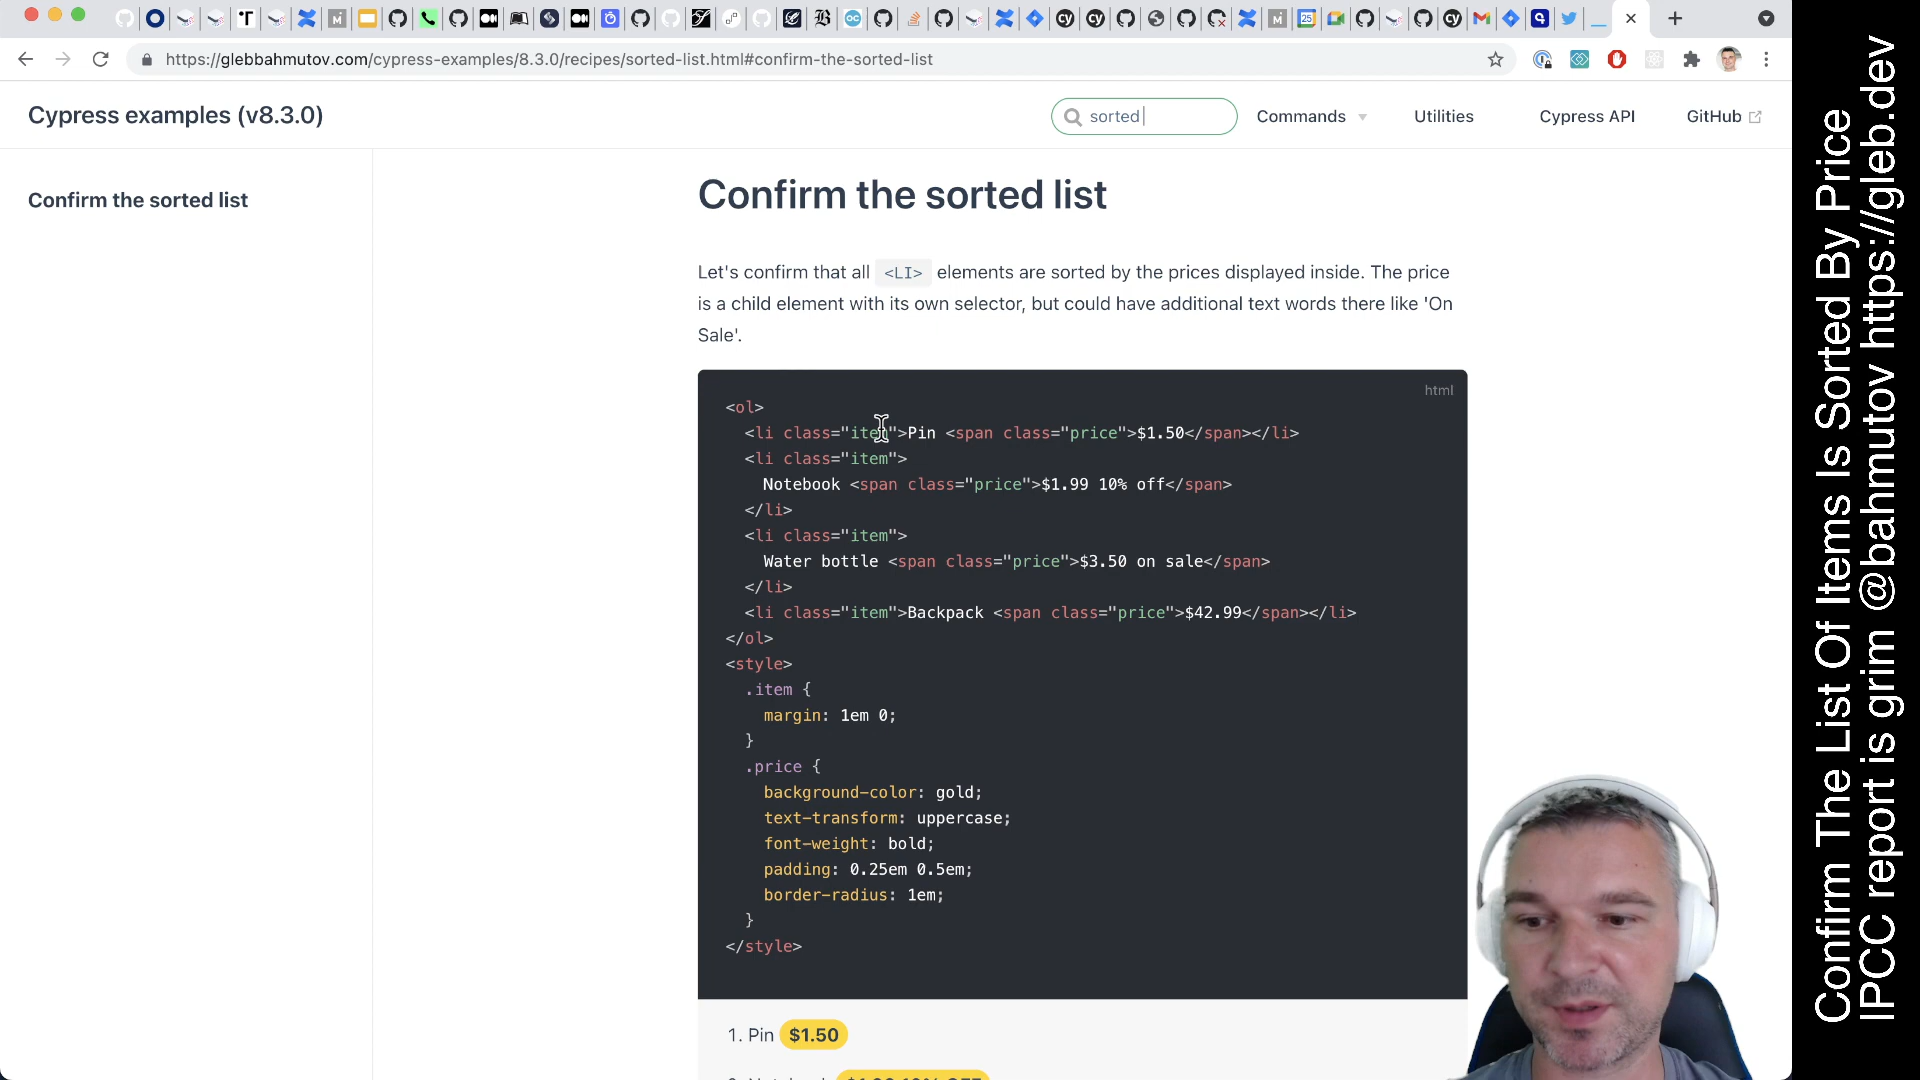 https://glebbahmutov.com/cypress-examples/8.3.0/recipes/sorted-list.html#confirm-the-sorted-list
Cypress examples (v8.3.0)
sorted
Commands
Utilities
Cypress API
GitHub
Confirm the sorted list
Confirm the sorted list
Let's confirm that all <LI> elements are sorted by the prices displayed inside. The price
is a child element with its own selector, but could have additional text words there like 'On
Sale'.
html
<ol>
<li class="item">Pin <span class="price">$1.50</span></li>
<li class="item">
Notebook <span class="price">$1.99 10% off</span>
</li>
<li class="item">
Water bottle <span class="price">$3.50 on sale</span>
</li>
<li class="item">Backpack <span class="price">$42.99</span></li>
</ol>
<style>
.item {
margin: 1em 0;
}
.price {
background-color: gold;
text-transform: uppercase;
font-weight: bold;
padding: 0.25em 0.5em;
border-radius: 1em;
}
</style>
1. Pin $1.50
Confirm The List Of Items Is Sorted By Price
IPCC report is grim @bahmutov https://gleb.dev